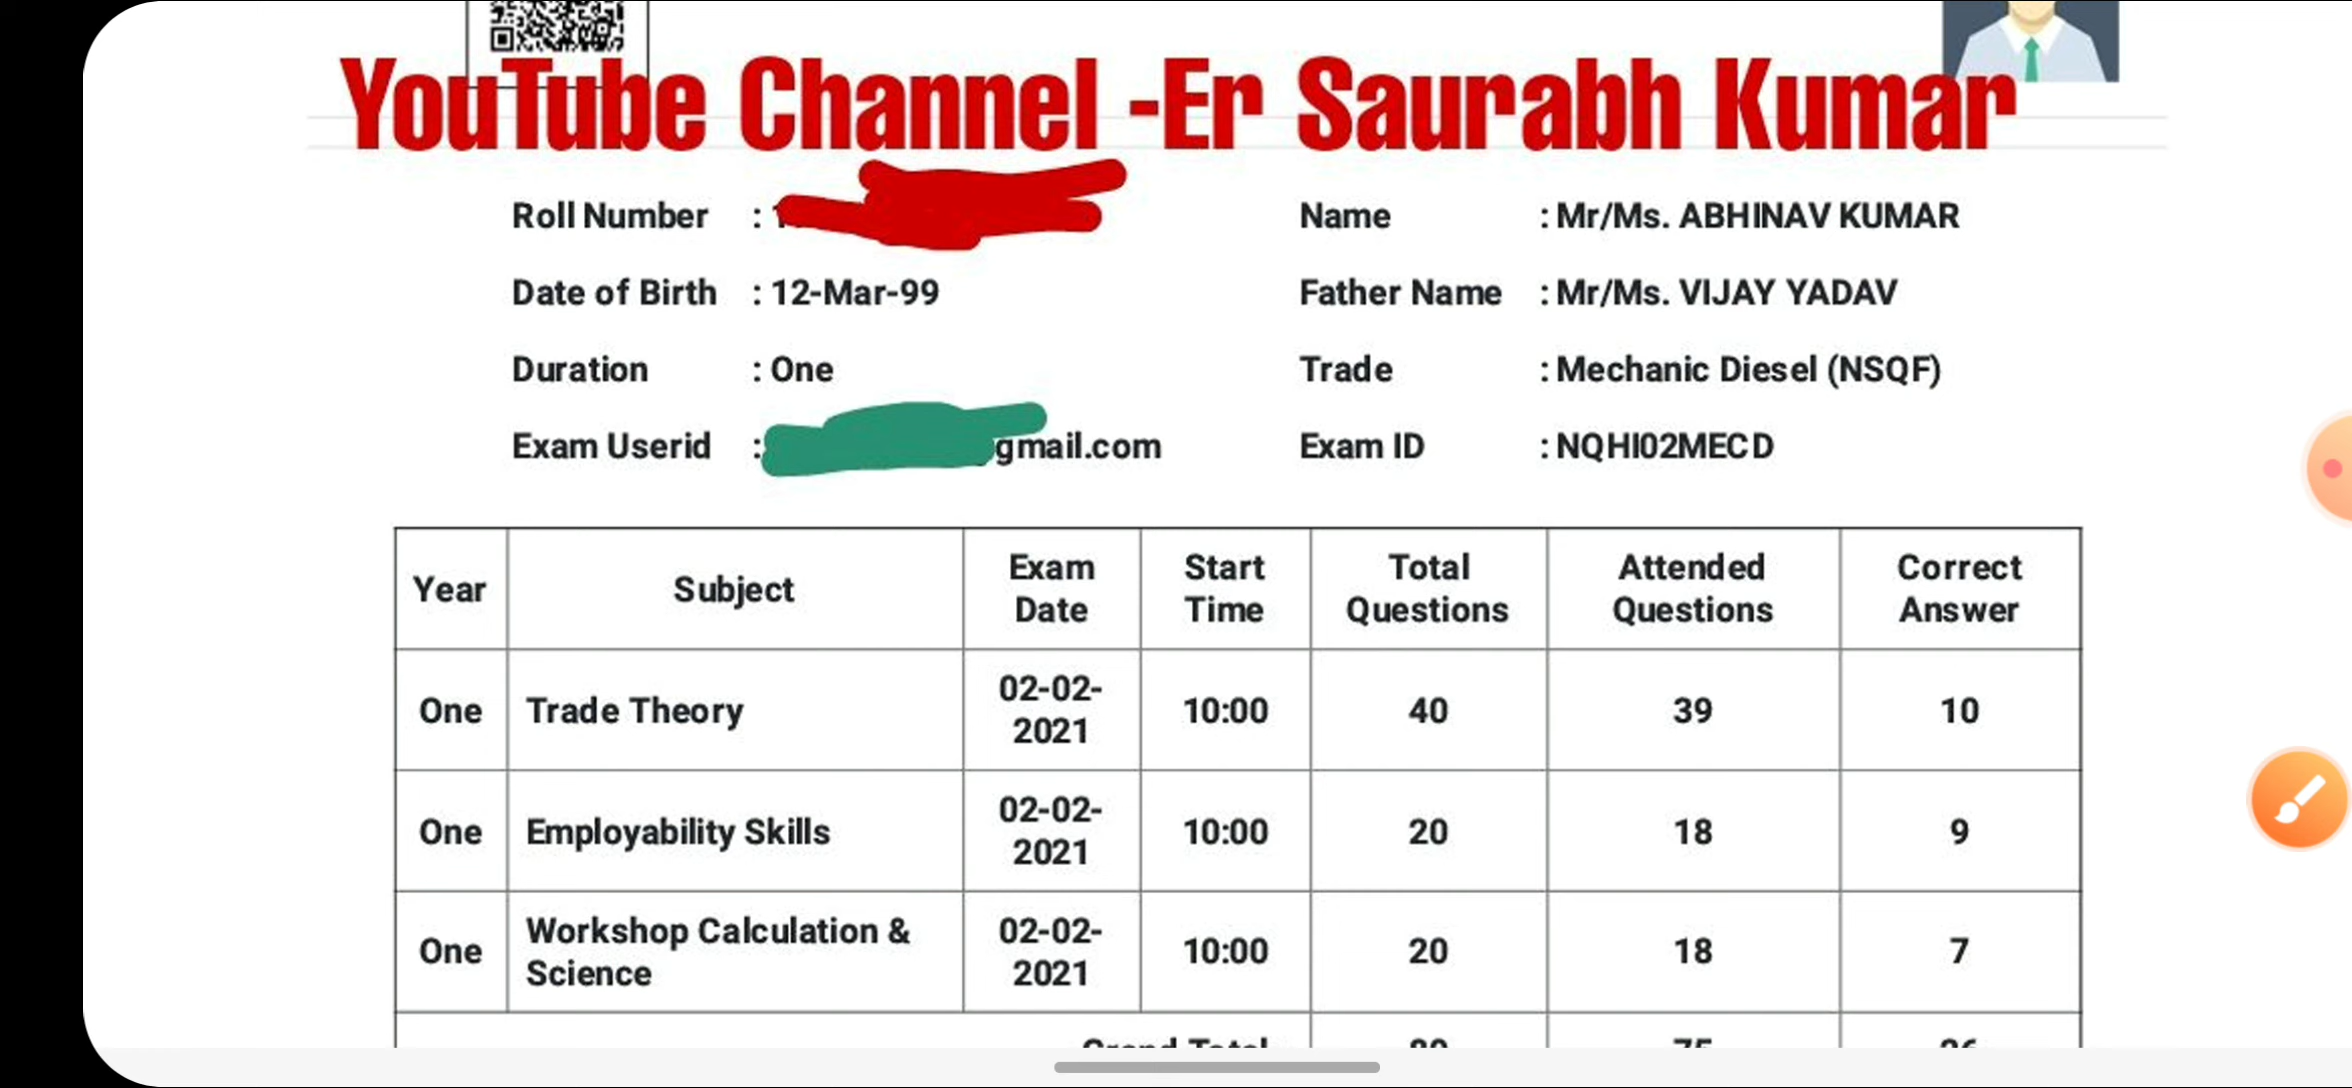 YouTube Channel -Er Saurabh Kumar
Roll Number :
Name : Mr/Ms. ABHINAV KUMAR
Date of Birth : 12-Mar-99
Father Name : Mr/Ms. VIJAY YADAV
Duration : One
Trade : Mechanic Diesel (NSQF)
Exam Userid : gmail.com
Exam ID : NQHI02MECD
Year Subject Exam Date Start Time Total Questions Attended Questions Correct Answer
One Trade Theory 02-02-2021 10:00 40 39 10
One Employability Skills 02-02-2021 10:00 20 18 9
One Workshop Calculation & Science 02-02-2021 10:00 20 18 7
Grand Total